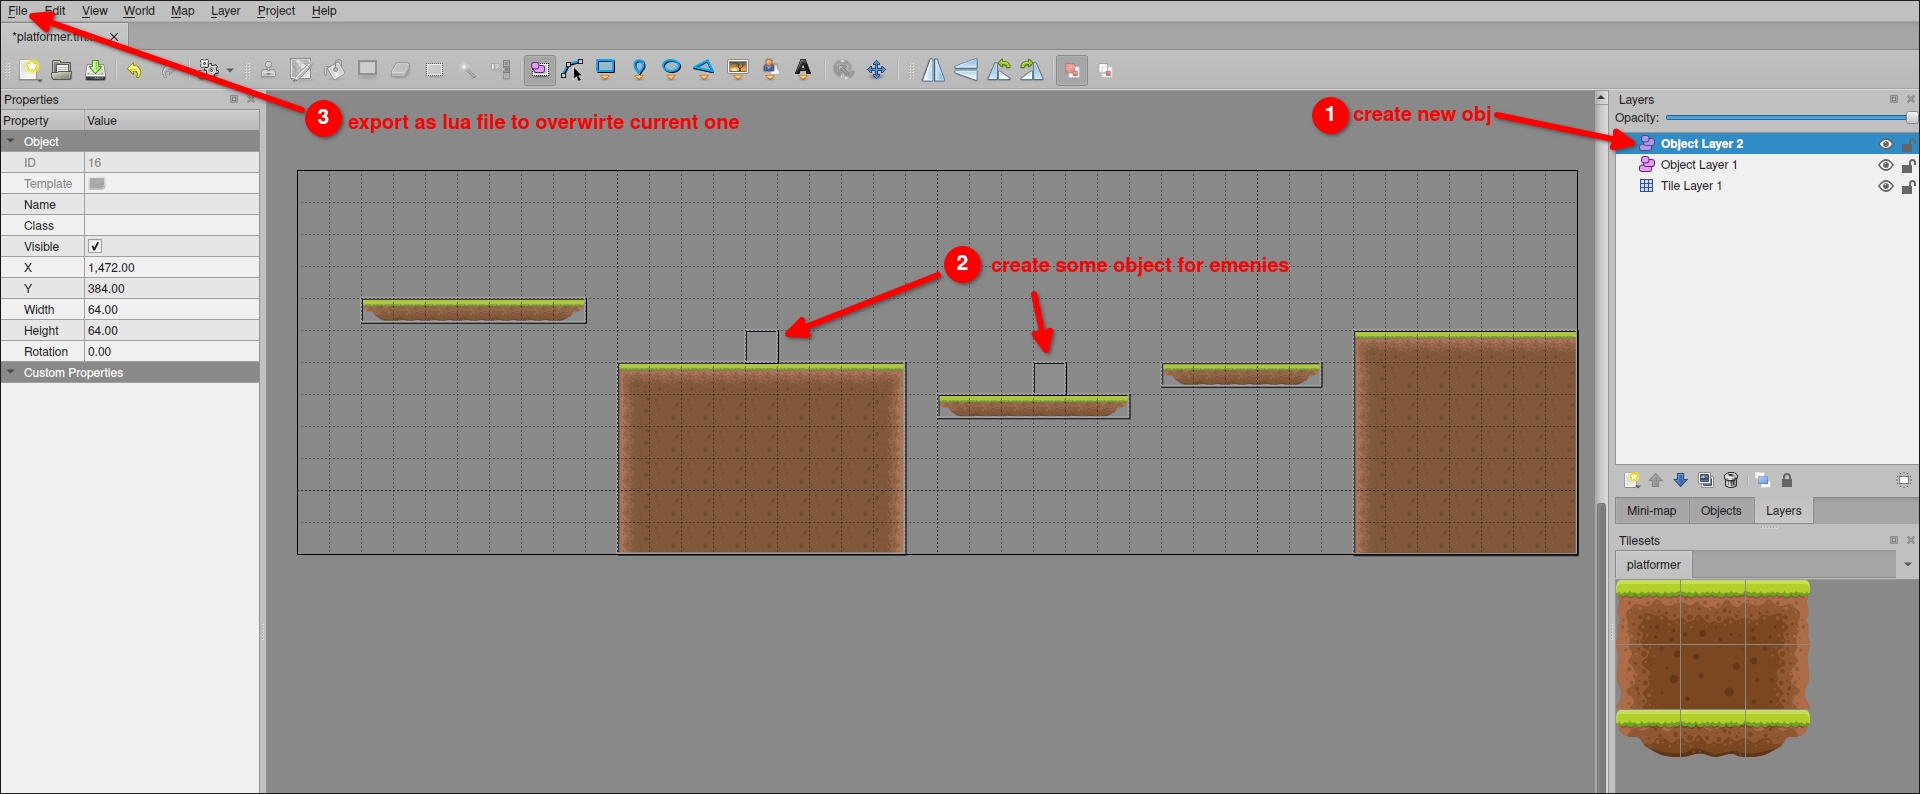 File Edit View World Map Layer Project Help
*platformer.tm
Properties
Property Value
Object
ID 16
Template
Name
Class
Visible
X 1,472.00
Y 384.00
Width 64.00
Height 64.00
Rotation 0.00
Custom Properties
3 export as lua file to overwirte current one
1 create new obj
2 create some object for emenies
Layers
Opacity:
Object Layer 2
Object Layer 1
Tile Layer 1
Mini-map Objects Layers
Tilesets
platformer